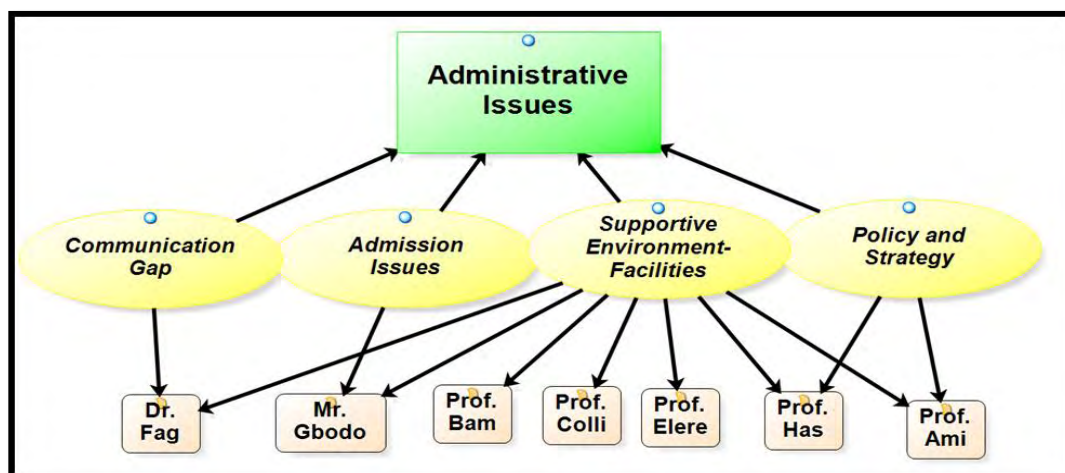 Administrative
Issues
Communication
Gap
Admission
Issues
Supportive
Environment-
Facilities
Policy and
Strategy
Dr.
Fag
Mr.
Gbodo
Prof.
Bam
Prof.
Colli
Prof.
Elere
Prof.
Has
Prof.
Ami